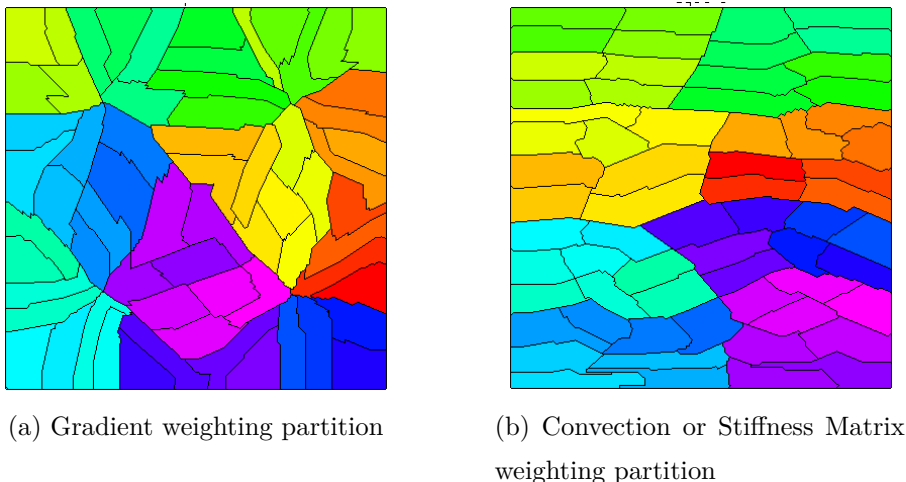 (a) Gradient weighting partition
(b) Convection or Stiffness Matrix
weighting partition